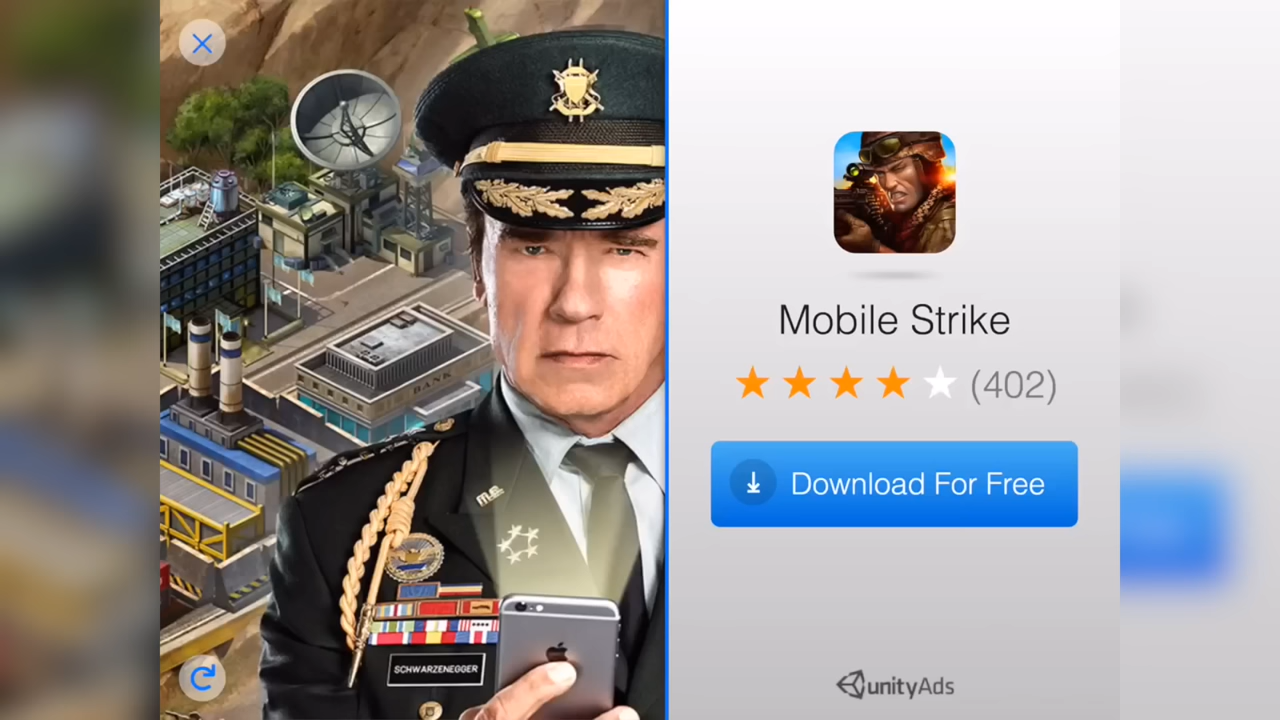 BANK
SCHWARZENEGGER
Mobile Strike
(402)
Download For Free
unityAds